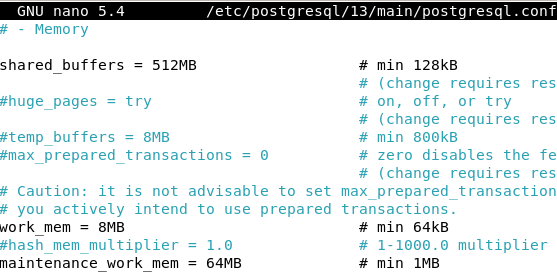 GNU nano 5.4 /etc/postgresql/13/main/postgresql.conf
# - Memory
shared_buffers = 512MB # min 128kB
# (change requires res
#huge_pages = try # on, off, or try
# (change requires res
#temp_buffers = 8MB # min 800kB
#max_prepared_transactions = 0 # zero disables the fe
# (change requires res
# Caution: it is not advisable to set max_prepared_transaction
# you actively intend to use prepared transactions.
work_mem = 8MB # min 64kB
#hash_mem_multiplier = 1.0 # 1-1000.0 multiplier
maintenance_work_mem = 64MB # min 1MB